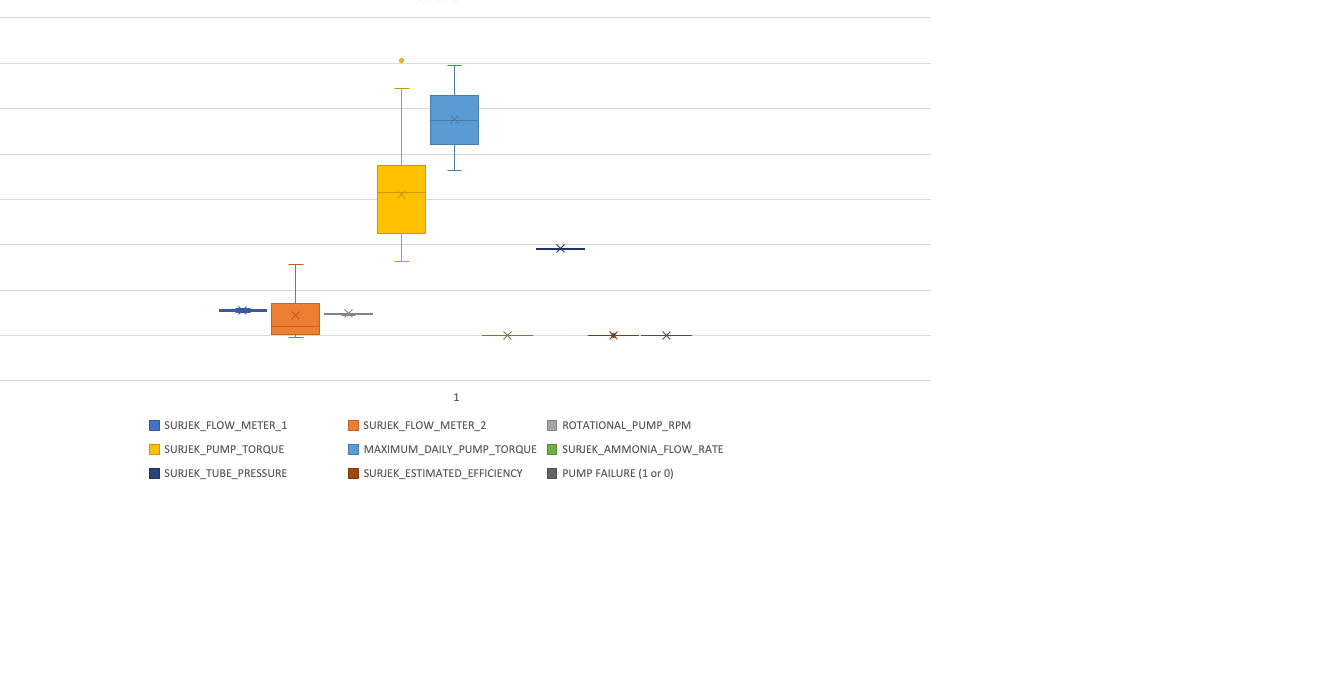 1
SURJEK_FLOW_METER_1 SURJEK_FLOW_METER_2 ROTATIONAL_PUMP_RPM
SURJEK_PUMP_TORQUE MAXIMUM_DAILY_PUMP_TORQUE SURJEK_AMMONIA_FLOW_RATE
SURJEK_TUBE_PRESSURE SURJEK_ESTIMATED_EFFICIENCY PUMP FAILURE (1 or 0)